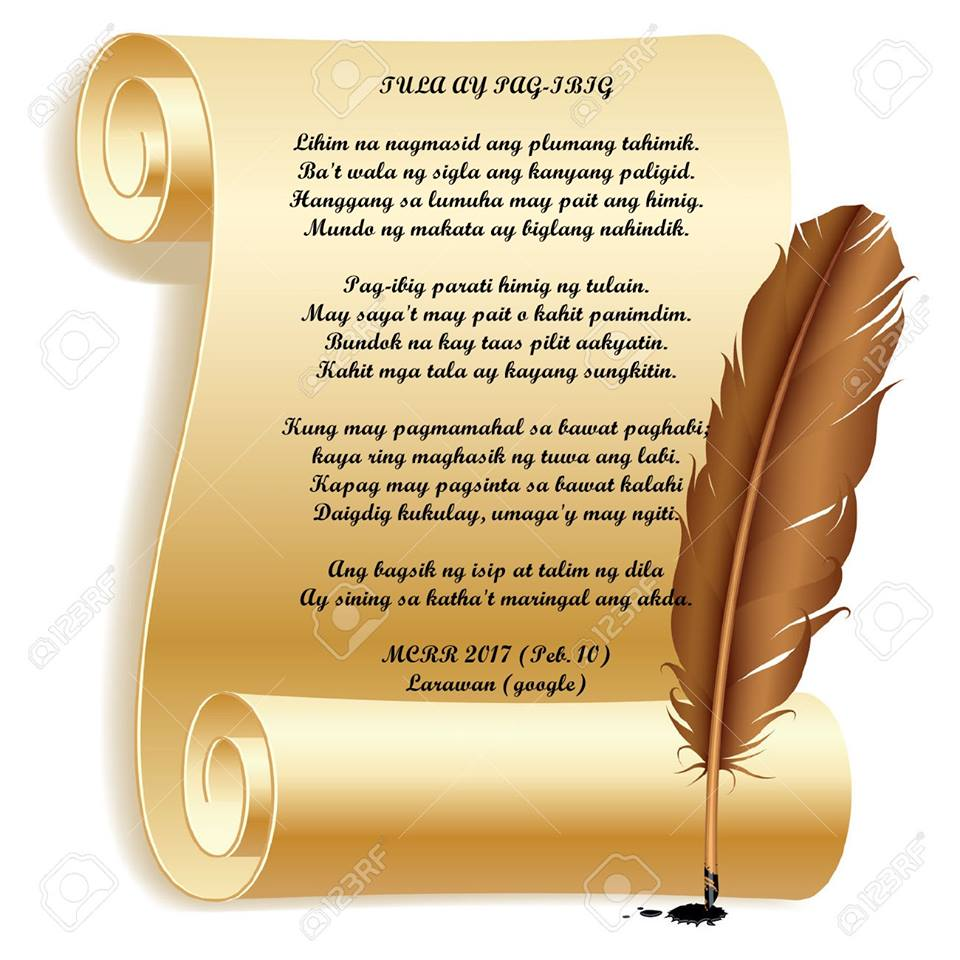 TULA AY PAG-IBIG
Lihim na nagmasid ang plumang tahimik.
Ba't wala ng sigla ang kanyang paligid.
Hanggang sa lumuha may pait ang himig.
Mundo ng makata ay biglang nahindik.
Pag-ibig parati himig ng tulain.
May saya't may pait o kahit panimdim.
Bundok na kay taas pilit aakyatin.
Kahit mga tala ay kayang sungkitin.
Kung may pagmamahal sa bawat paghabi;
kaya ring maghasik ng tuwa ang labi.
Kapag may pagsinta sa bawat kalahi
Daigdig kukulay, umaga'y may ngiti.
Ang bagsik ng isip at talim ng dila
Ay sining sa katha't maringal ang akda.
MCRR 2017 (Peb. 10)
Larawan (google)
123RF